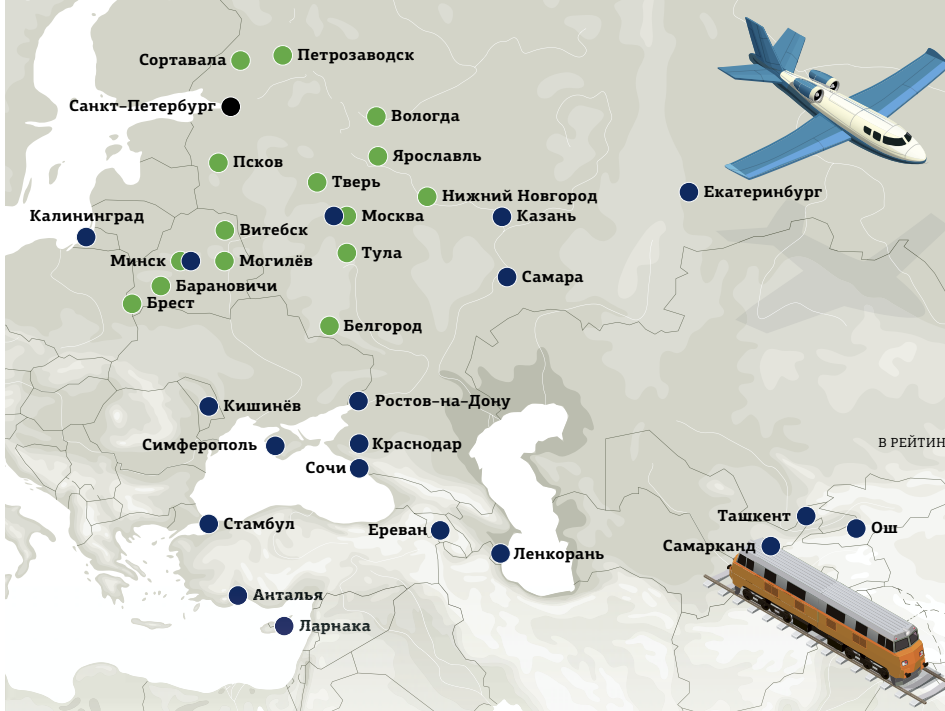 Сортавала
Петрозаводск
Санкт-Петербург
Вологда
Ярославль
Псков
Тверь
Екатеринбург
Нижний Новгород
Калининград
Москва
Казань
Витебск
Тула
Минск
Могилёв
Самара
Барановичи
Брест
Белгород
Ростов-на-Дону
Кишинёв
Краснодар
В РЕЙТИН
Симферополь
Сочи
Ташкент
Стамбул
Ош
Ереван
Самарканд
Ленкорань
Анталья
Ларнака